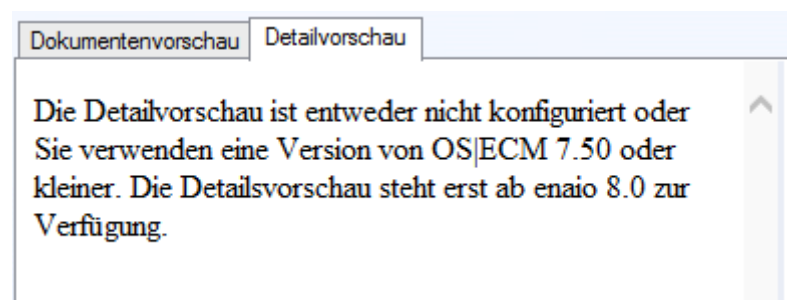 Dokumentenvorschau Detailvorschau
Die Detailvorschau ist entweder nicht konfiguriert oder
Sie verwenden eine Version von OS|ECM 7.50 oder
kleiner. Die Detailsvorschau steht erst ab enaio 8.0 zur
Verfügung.